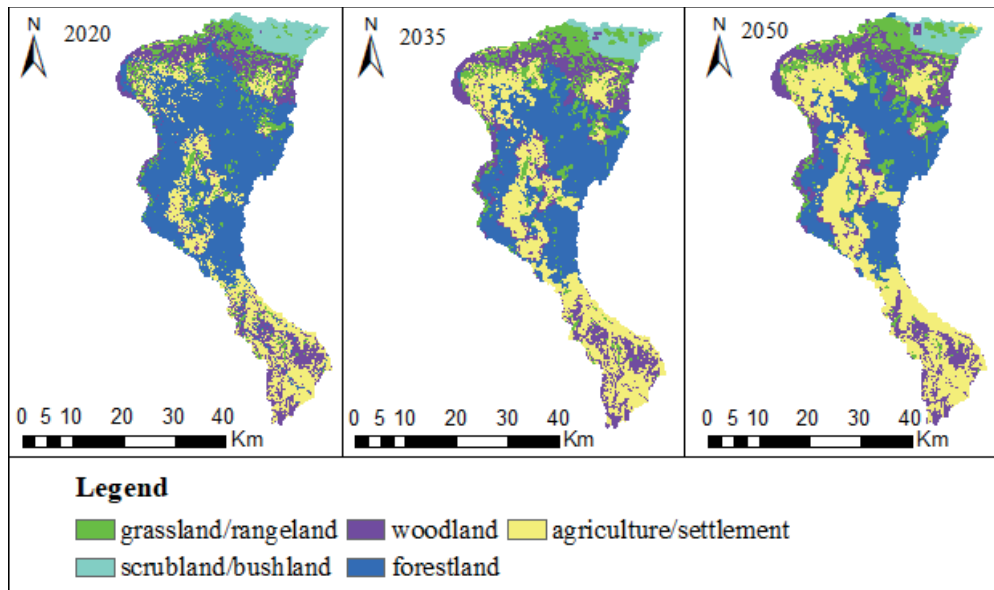 N
2020
N
2035
N
2050
0 5 10 20 30 40
Km
0 5 10 20 30 40
Km
0 5 10 20 30 40
Km
Legend
grassland/rangeland
woodland
agriculture/settlement
scrubland/bushland
forestland